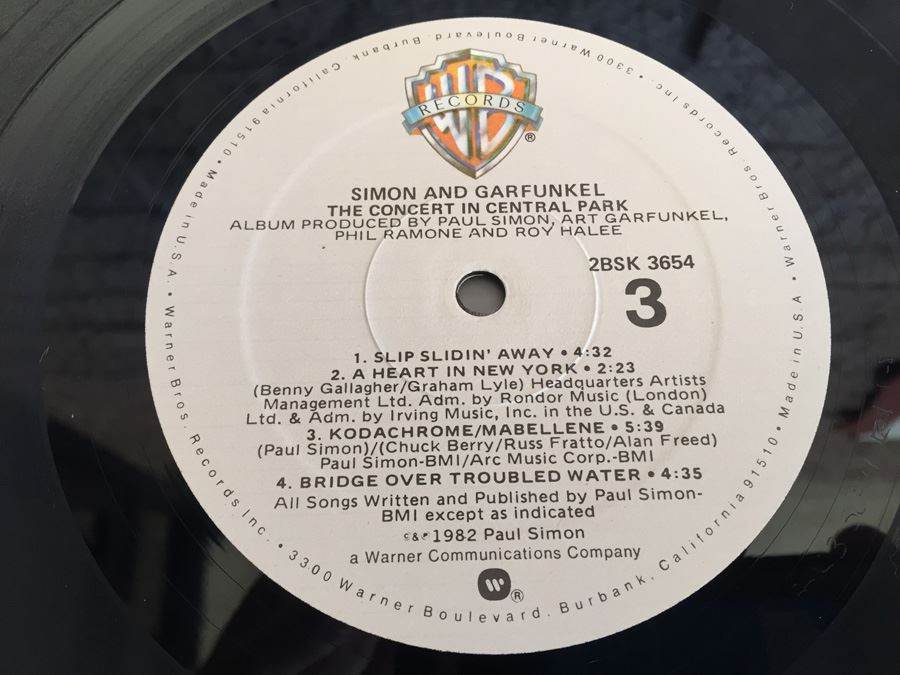 WB
RECORDS
®
SIMON AND GARFUNKEL
THE CONCERT IN CENTRAL PARK
ALBUM PRODUCED BY PAUL SIMON, ART GARFUNKEL,
PHIL RAMONE AND ROY HALEE
2BSK 3654
3
1. SLIP SLIDIN' AWAY • 4:32
2. A HEART IN NEW YORK • 2:23
(Benny Gallagher/Graham Lyle) Headquarters Artists
Management Ltd. Adm. by Rondor Music (London)
Ltd. & Adm. by Irving Music, Inc. in the U.S. & Canada
3. KODACHROME/MABELLENE • 5:39
(Paul Simon)/(Chuck Berry/Russ Fratto/Alan Freed)
Paul Simon-BMI/Arc Music Corp.-BMI
4. BRIDGE OVER TROUBLED WATER • 4:35
All Songs Written and Published by Paul Simon-
BMI except as indicated
©&℗ 1982 Paul Simon
a Warner Communications Company
®
Warner Bros. Records Inc. • 3300 Warner Boulevard. Burbank. California 91510 • Made in U.S.A • Warner Bros. Records Inc. • 3300 Warner Boulevard. Burbank. California 91510 • Made in U.S.A. •